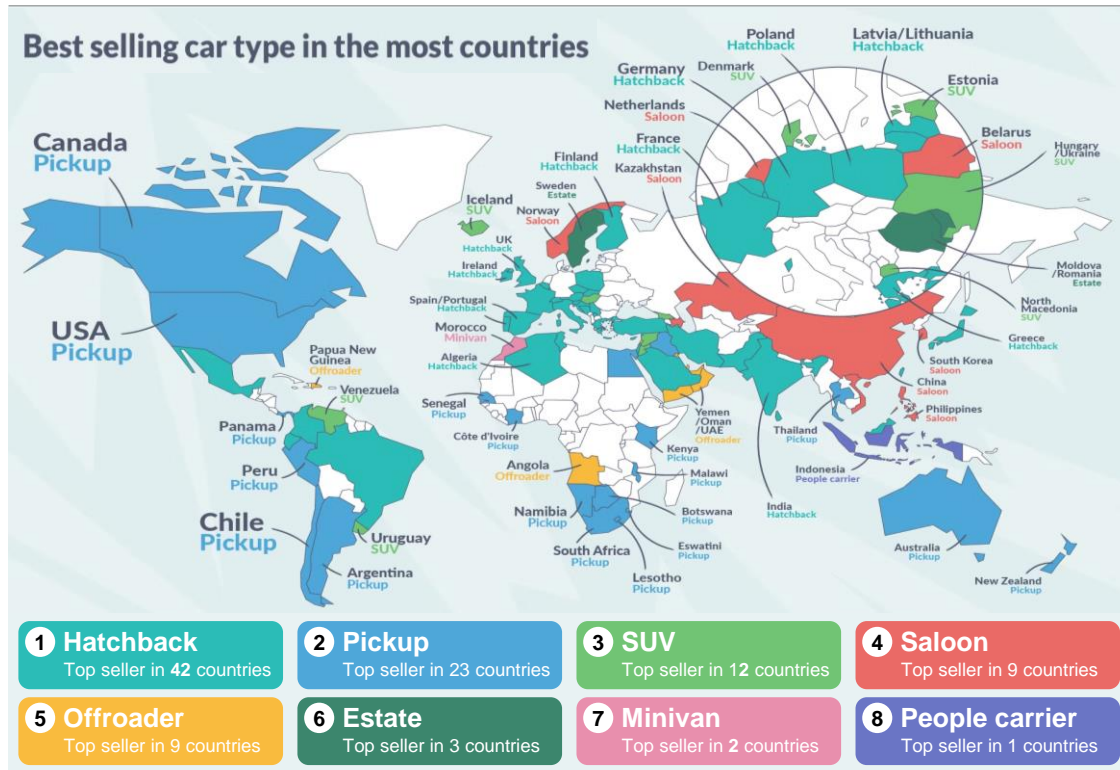 Best selling car type in the most countries
Canada
Pickup
USA
Pickup
Papua New
Guinea
Offroader
Venezuela
SUV
Panama
Pickup
Peru
Pickup
Chile
Pickup
Uruguay
SUV
Argentina
Pickup
Iceland
SUV
Finland
Hatchback
Sweden
Estate
Norway
Saloon
UK
Hatchback
Ireland
Hatchback
Spain/Portugal
Hatchback
Morocco
Minivan
Algeria
Hatchback
Senegal
Pickup
Côte d'Ivoire
Pickup
Angola
Offroader
Namibia
Pickup
South Africa
Pickup
Lesotho
Pickup
Eswatini
Pickup
Botswana
Pickup
Malawi
Pickup
Kenya
Pickup
Yemen
/Oman
/UAE
Offroader
Poland
Hatchback
Latvia/Lithuania
Hatchback
Germany
Hatchback
Denmark
SUV
Estonia
SUV
Netherlands
Saloon
France
Hatchback
Kazakhstan
Saloon
Belarus
Saloon
Hungary
/Ukraine
SUV
Moldova
/Romania
Estate
North
Macedonia
SUV
Greece
Hatchback
South Korea
Saloon
China
Saloon
Philippines
Saloon
Thailand
Pickup
Indonesia
People carrier
India
Hatchback
Australia
Pickup
New Zealand
Pickup
1 Hatchback
Top seller in 42 countries
2 Pickup
Top seller in 23 countries
3 SUV
Top seller in 12 countries
4 Saloon
Top seller in 9 countries
5 Offroader
Top seller in 9 countries
6 Estate
Top seller in 3 countries
7 Minivan
Top seller in 2 countries
8 People carrier
Top seller in 1 countries